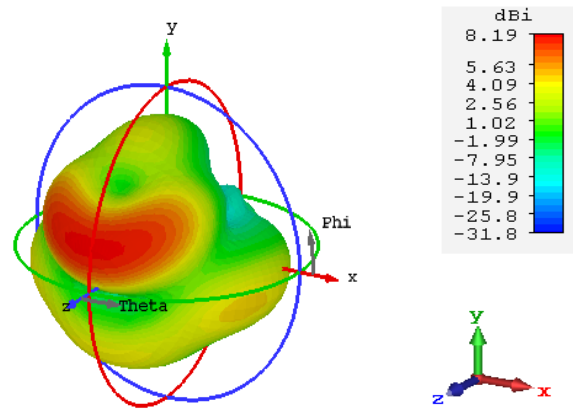 dBi
8.19
5.63
4.09
2.56
1.02
-1.99
-7.95
-13.9
-19.9
-25.8
-31.8
y
Phi
x
z
Theta
y
z
x